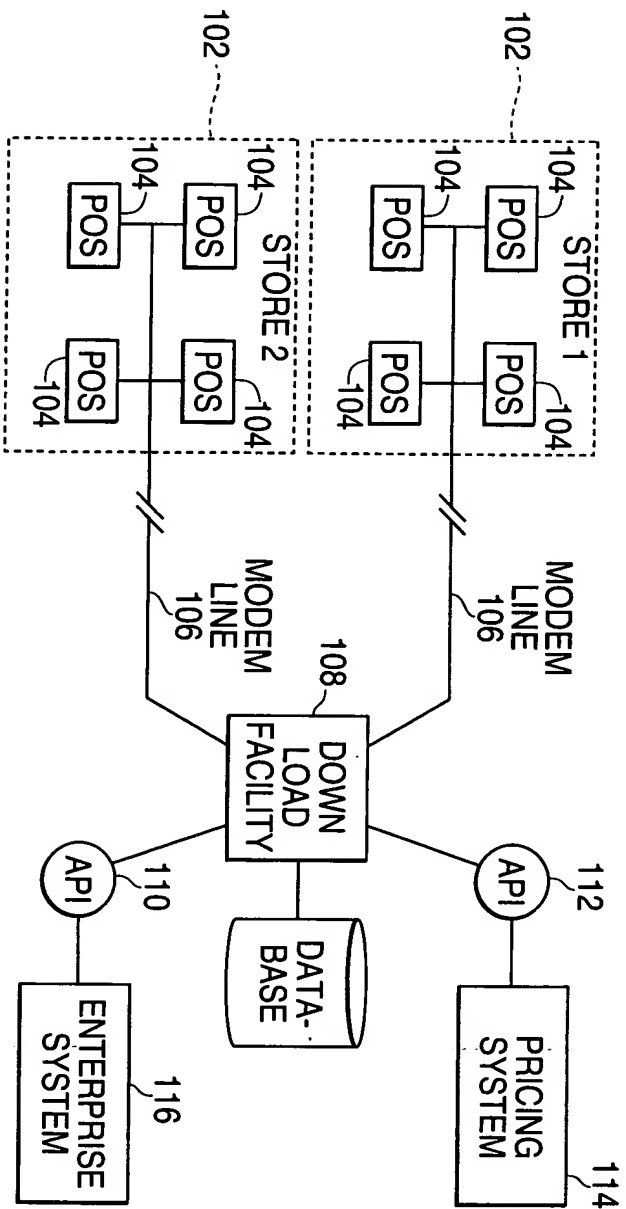 102
STORE 1
104
POS
104
POS
104
POS
104
POS
MODEM
LINE
106
112
API
PRICING
SYSTEM
114
102
STORE 2
104
POS
104
POS
104
POS
104
POS
MODEM
LINE
106
108
DOWN
LOAD
FACILITY
DATA-
BASE
API
110
116
ENTERPRISE
SYSTEM